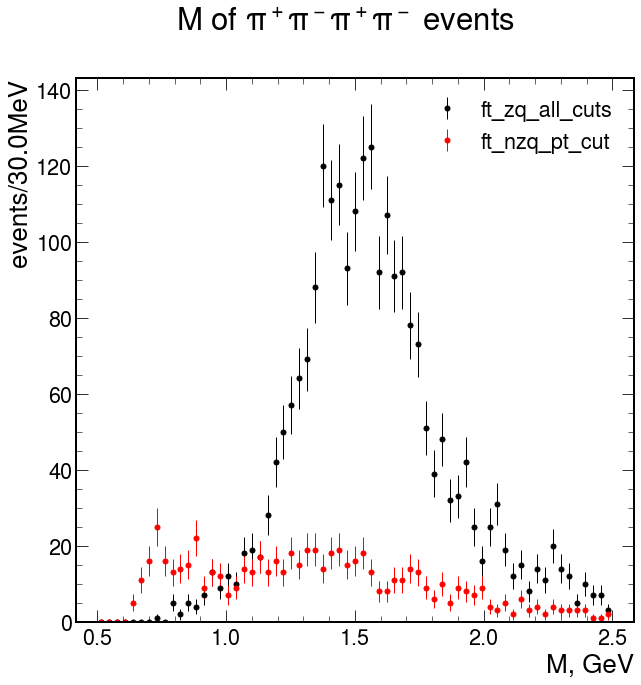 M of π⁺π⁻π⁺π⁻ events
events/30.0MeV
140
120
100
80
60
40
20
0
ft_zq_all_cuts
ft_nzq_pt_cut
0.5 1.0 1.5 2.0 2.5
M, GeV